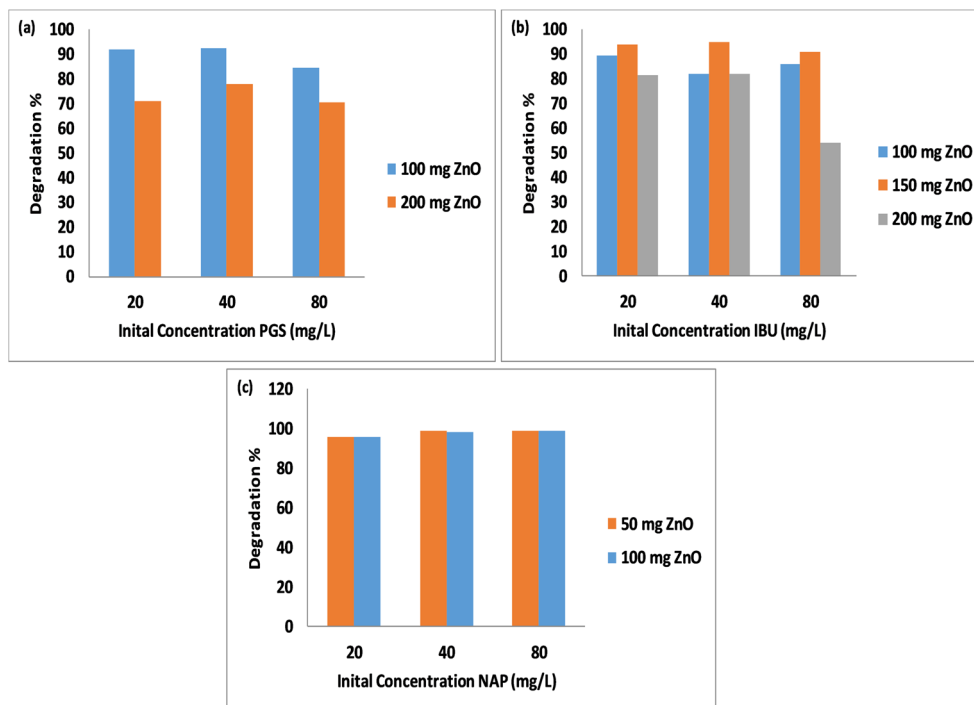 (a)
100
90
80
70
60
50
40
30
20
10
0
Degradation %
20 40 80
Inital Concentration PGS (mg/L)
100 mg ZnO
200 mg ZnO
(b)
100
90
80
70
60
50
40
30
20
10
0
Degradation %
20 40 80
Inital Concentration IBU (mg/L)
100 mg ZnO
150 mg ZnO
200 mg ZnO
(c)
120
100
80
60
40
20
0
Degradation %
20 40 80
Inital Concentration NAP (mg/L)
50 mg ZnO
100 mg ZnO